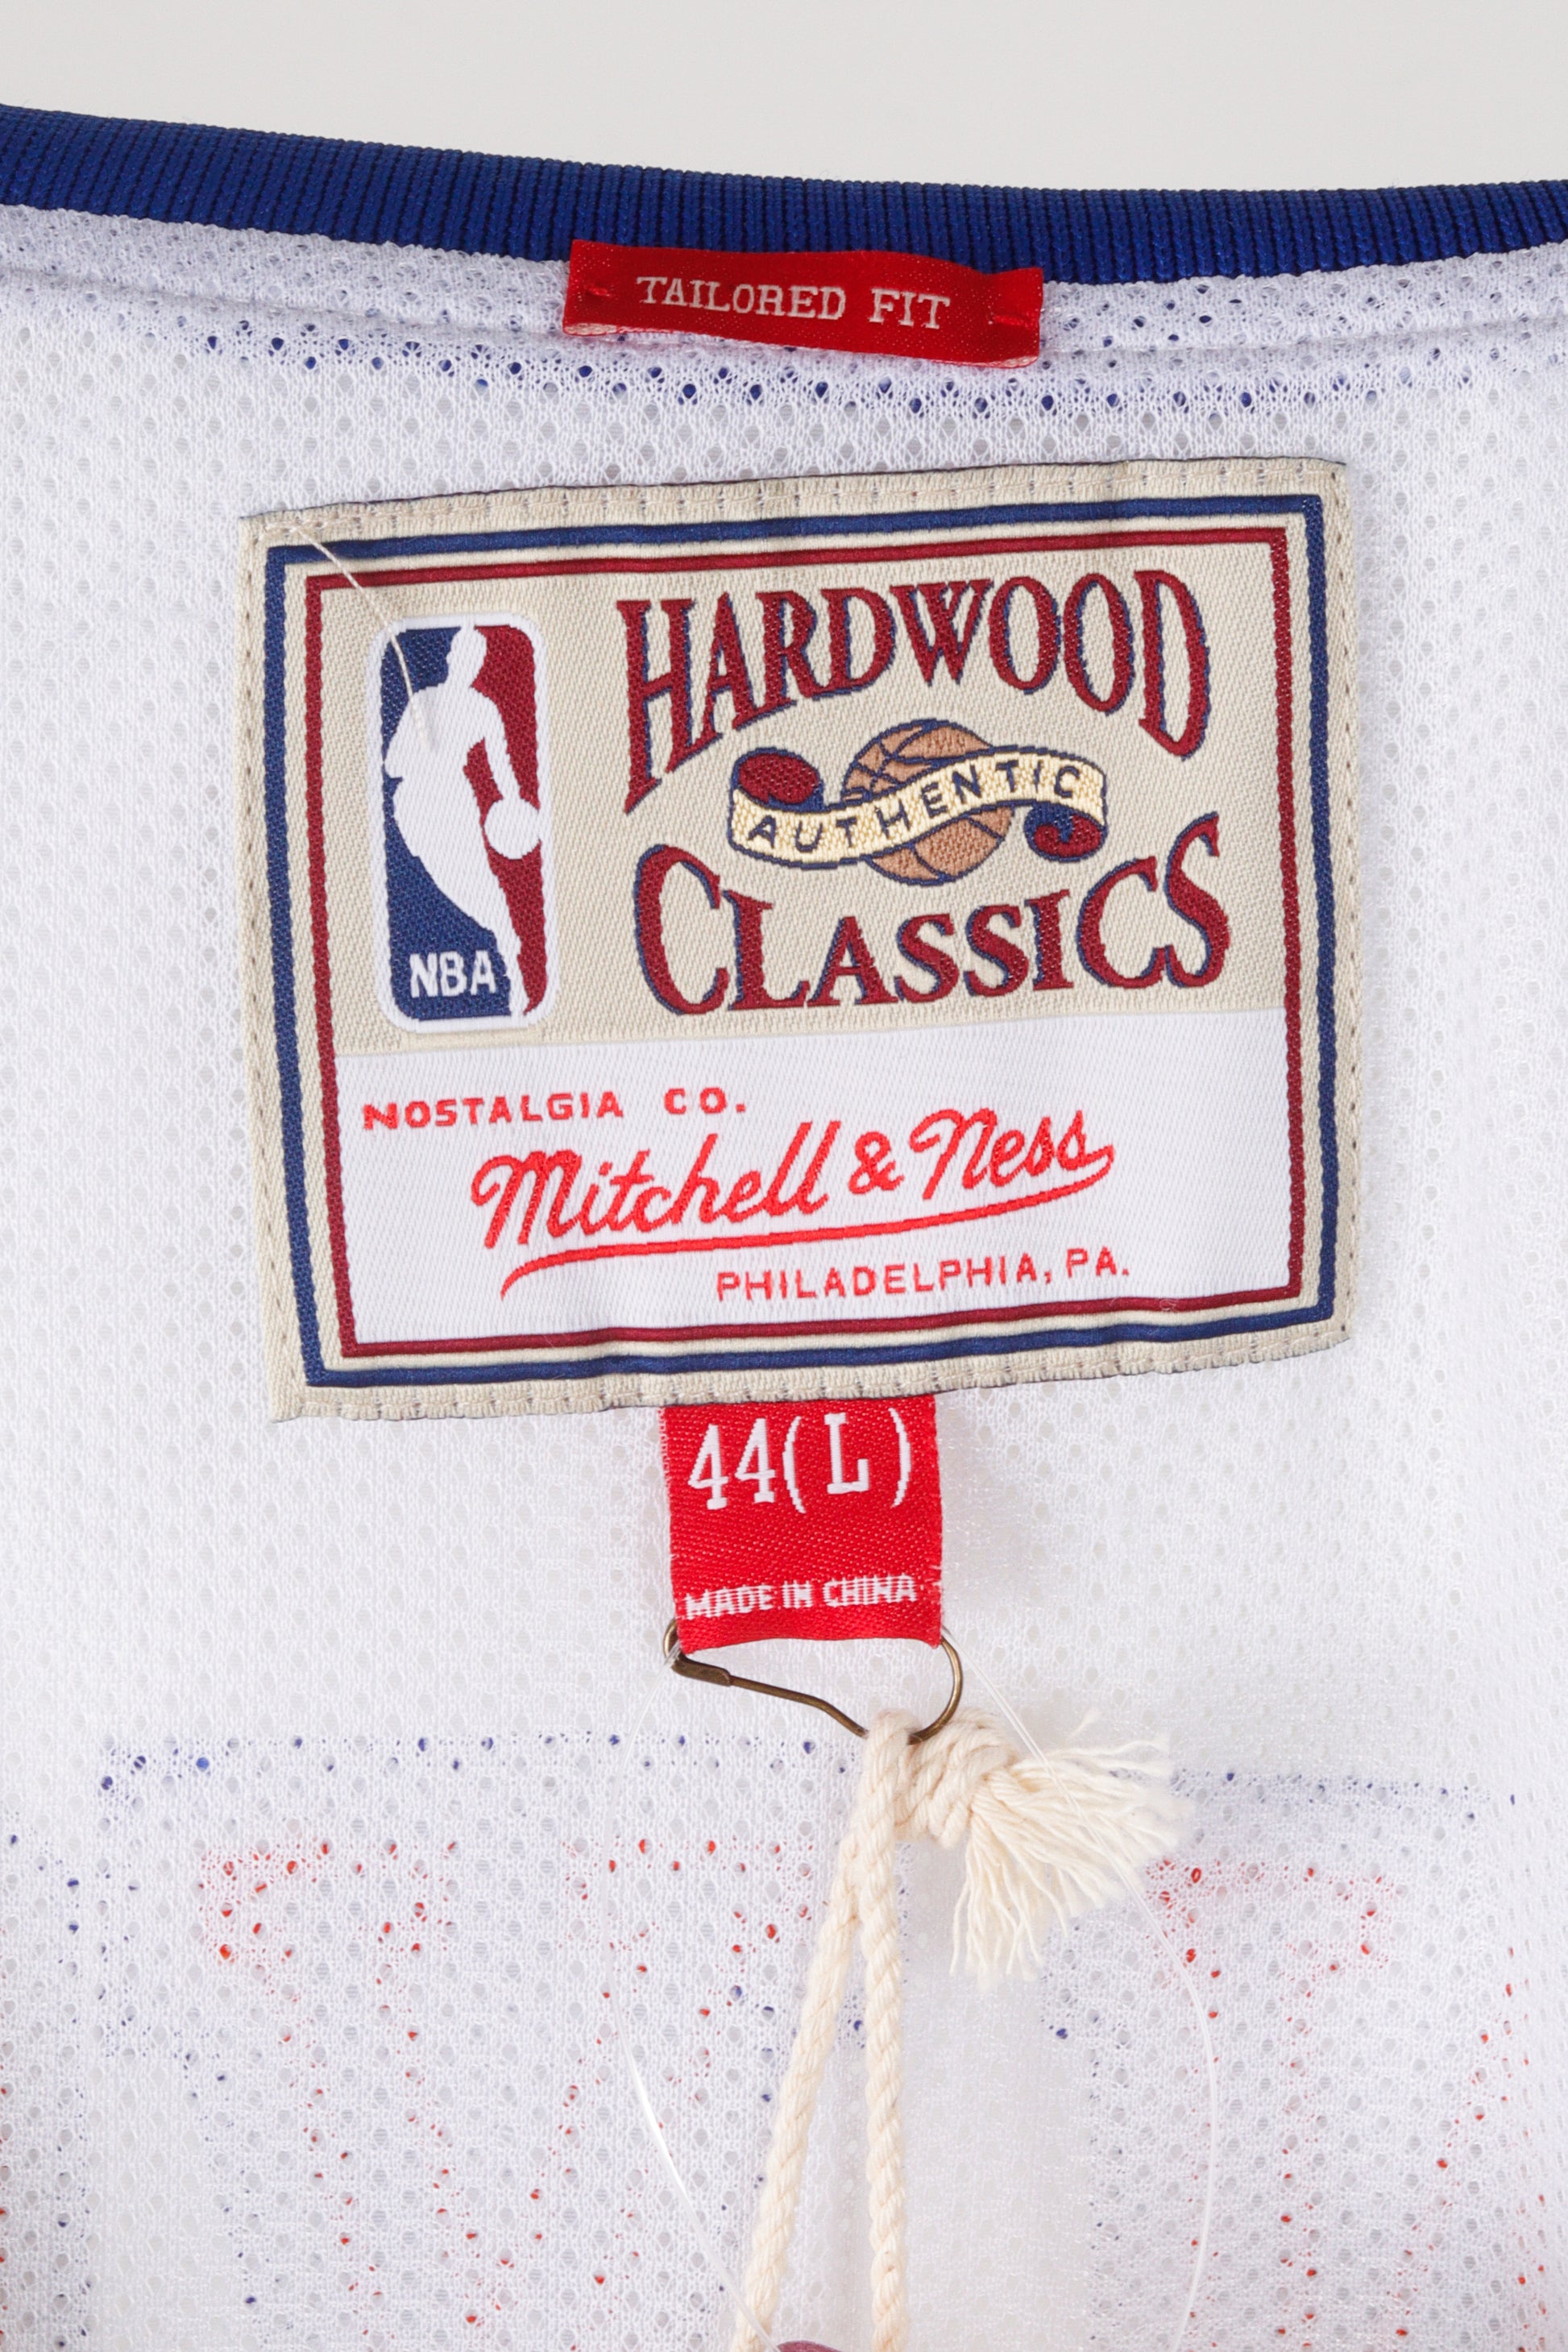 TAILORED FIT
HARDWOOD
AUTHENTIC
CLASSICS
NBA
NOSTALGIA CO.
Mitchell & Ness
PHILADELPHIA, PA.
44(L)
MADE IN CHINA